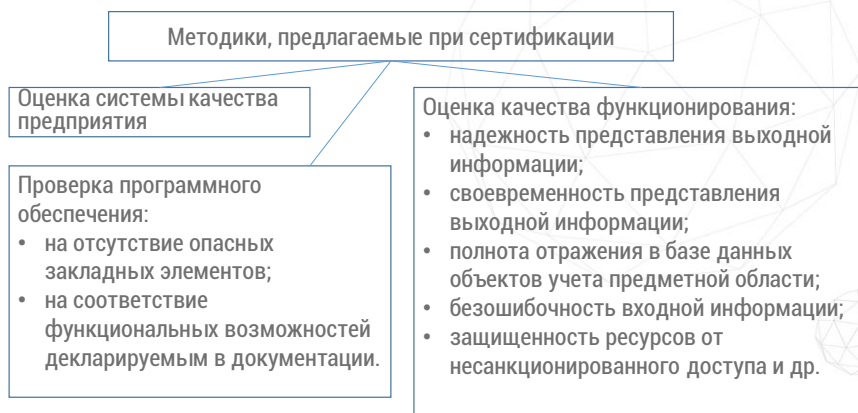 Методики, предлагаемые при сертификации
Оценка системы качества
предприятия
Проверка программного
обеспечения:
• на отсутствие опасных
закладных элементов;
• на соответствие
функциональных возможностей
декларируемым в документации.
Оценка качества функционирования:
• надежность представления выходной
информации;
• своевременность представления
выходной информации;
• полнота отражения в базе данных
объектов учета предметной области;
• безошибочность входной информации;
• защищенность ресурсов от
несанкционированного доступа и др.